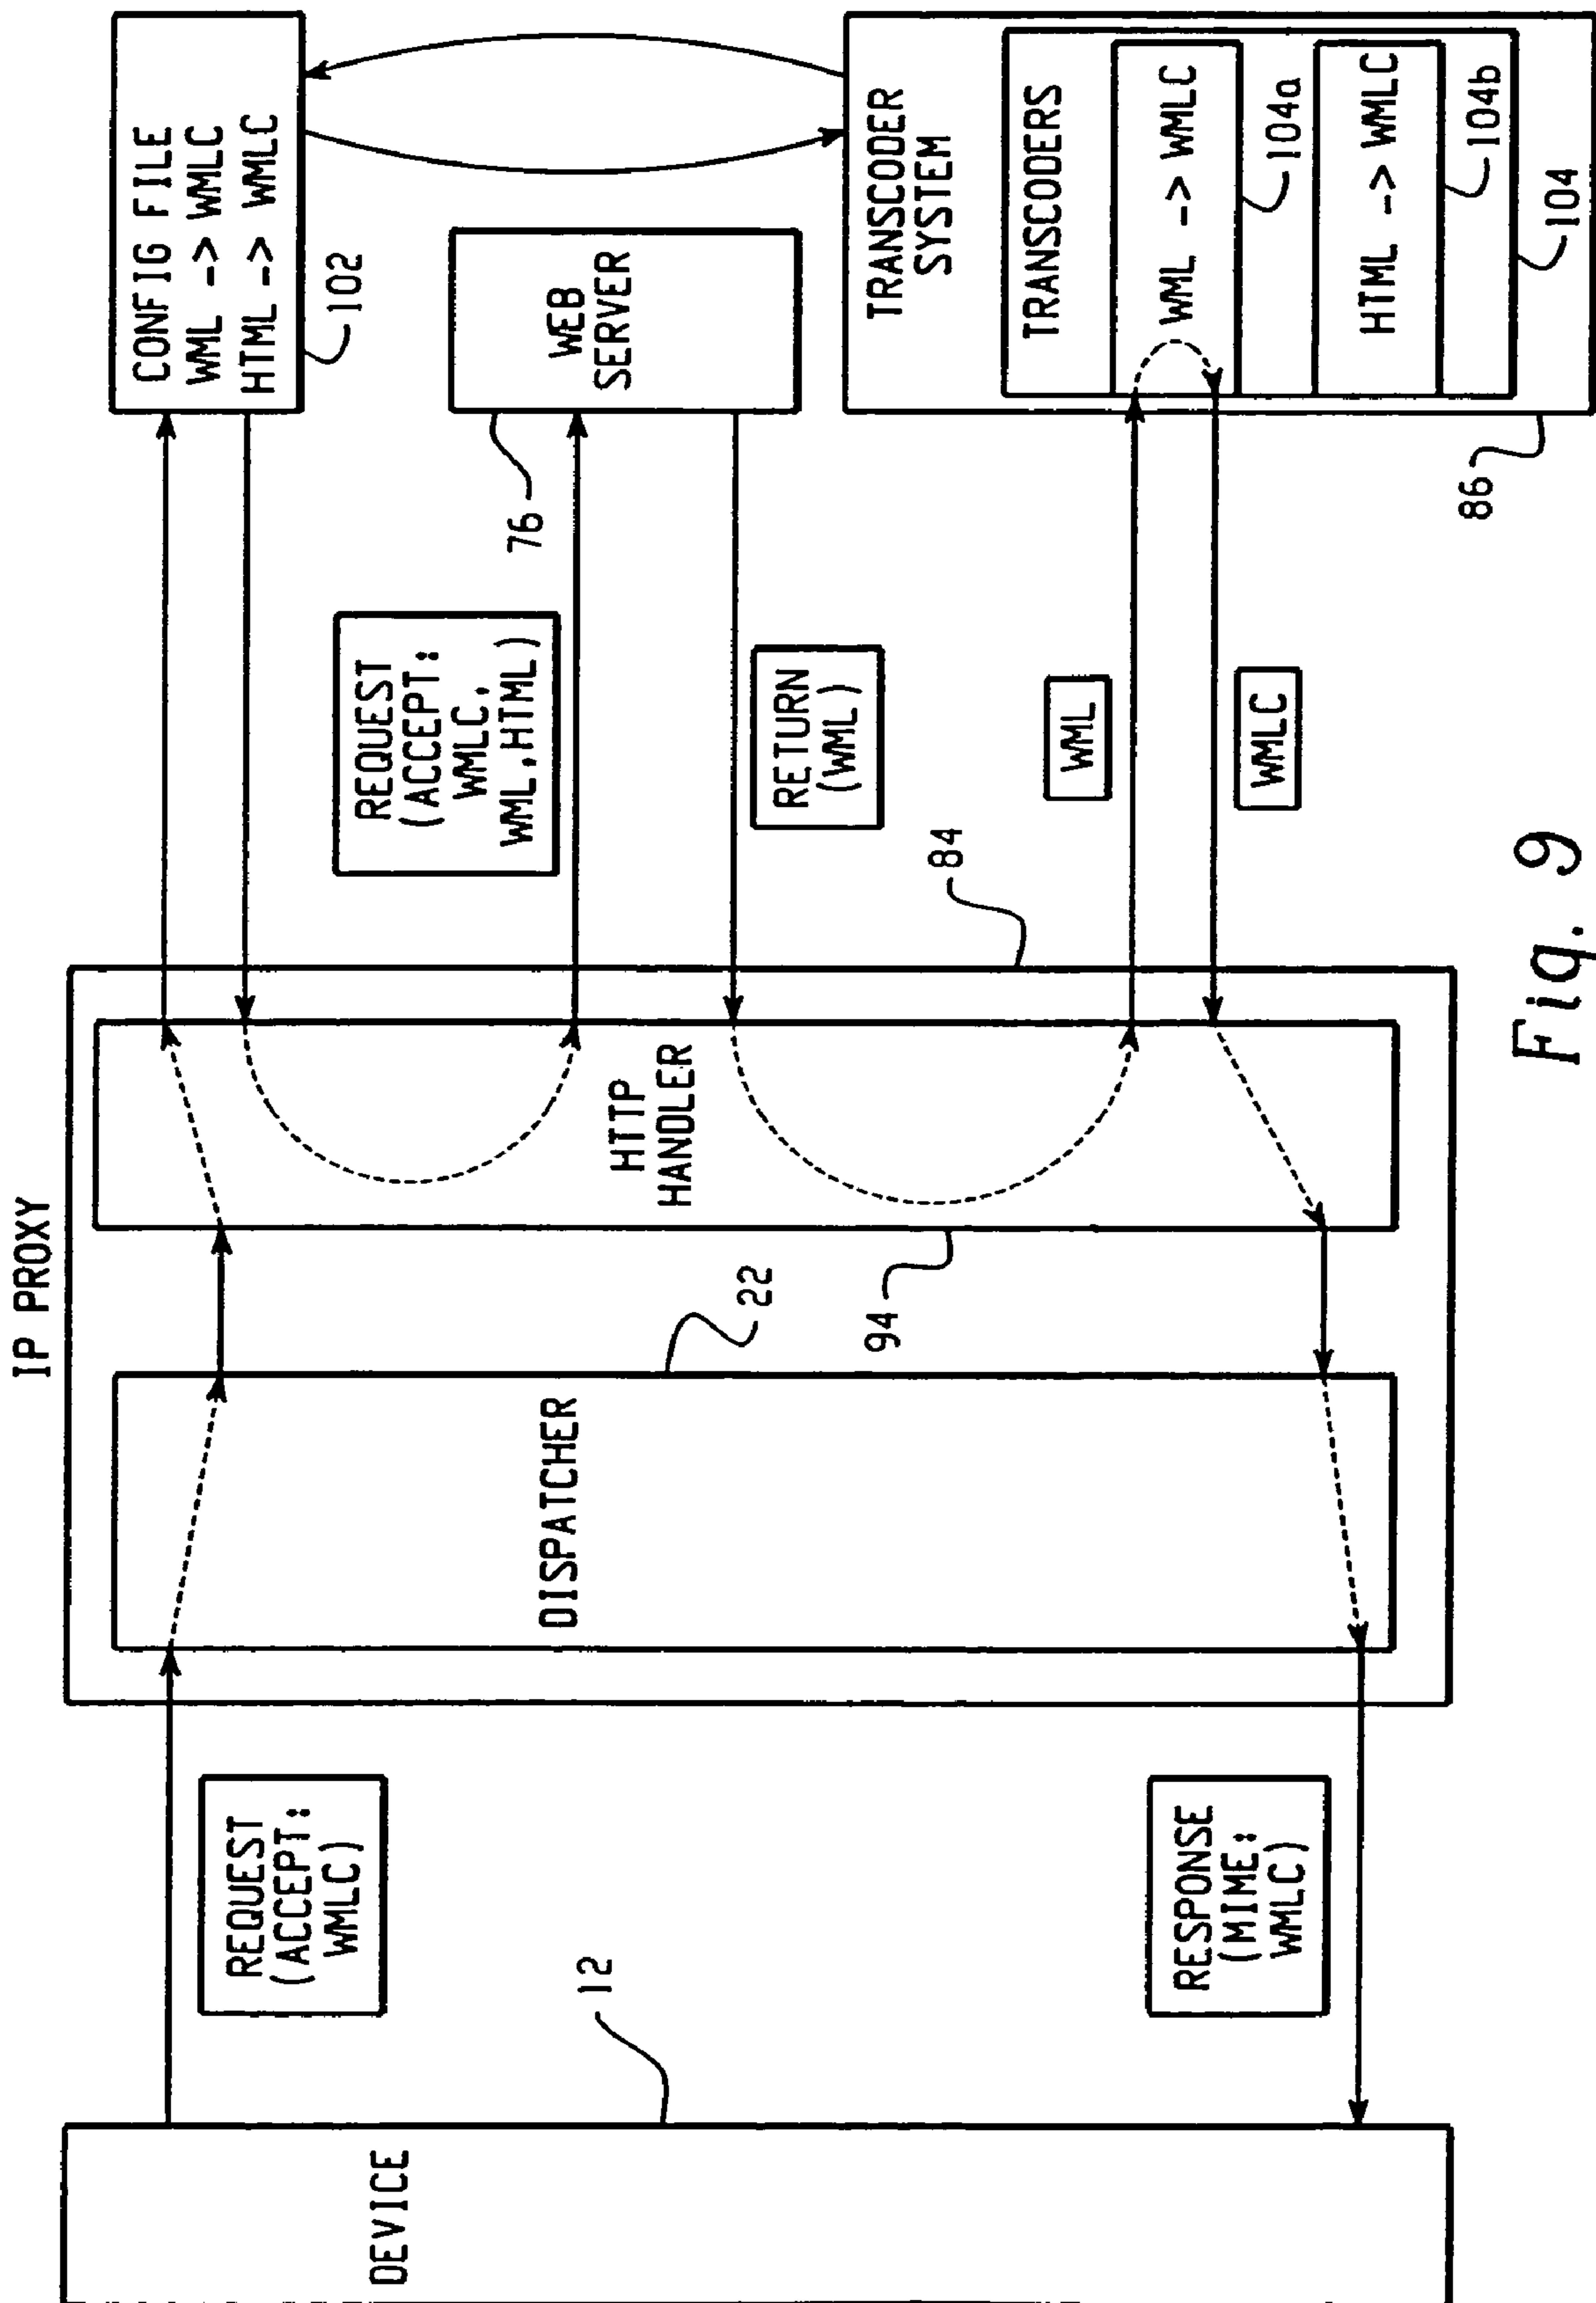 IP PROXY
DEVICE
12
REQUEST
(ACCEPT:
WMLC)
RESPONSE
(MIME:
WMLC)
DISPATCHER
22
HTTP
HANDLER
94
84
REQUEST
(ACCEPT:
WMLC,
WML,HTML)
RETURN
(WML)
WML
WMLC
CONFIG FILE
WML -> WMLC
HTML -> WMLC
102
WEB
SERVER
76
TRANSCODER
SYSTEM
TRANSCODERS
WML -> WMLC
104a
HTML -> WMLC
104b
104
86
Fig. 9